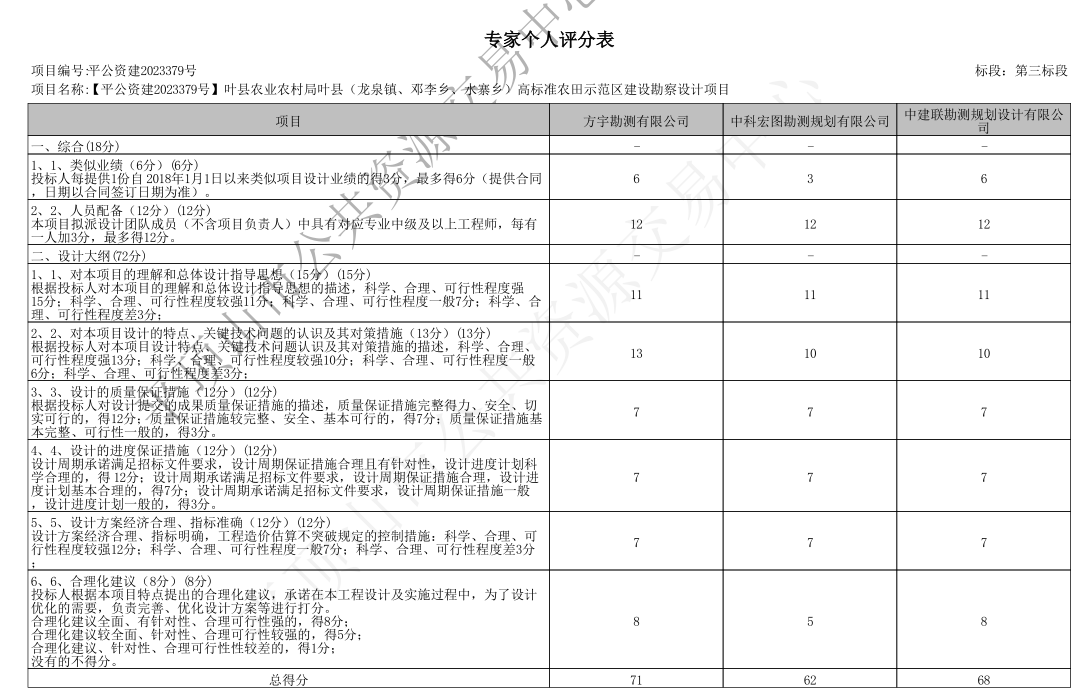 专家个人评分表
项目编号:平公资建2023379号
标段：第三标段
项目名称:【平公资建2023379号】叶县农业农村局叶县（龙泉镇、邓李乡、水寨乡）高标准农田示范区建设勘察设计项目
项目 方宇勘测有限公司 中科宏图勘测规划有限公司 中建联勘测规划设计有限公
司
一、综合(18分) – – –
1、1、类似业绩（6分）(6分)
投标人每提供1份自 2018年1月1日以来类似项目设计业绩的得3分，最多得6分（提供合同
，日期以合同签订日期为准）。
6 3 6
2、2、人员配备（12分）(12分)
本项目拟派设计团队成员（不含项目负责人）中具有对应专业中级及以上工程师，每有
一人加3分，最多得12分。
12 12 12
二、设计大纲(72分) – – –
1、1、对本项目的理解和总体设计指导思想（15分）(15分)
根据投标人对本项目的理解和总体设计指导思想的描述，科学、合理、可行性程度强
15分；科学、合理、可行性程度较强11分；科学、合理、可行性程度一般7分；科学、合
理、可行性程度差3分；
11 11 11
2、2、对本项目设计的特点、关键技术问题的认识及其对策措施（13分）(13分)
根据投标人对本项目设计特点、关键技术问题认识及其对策措施的描述，科学、合理、
可行性程度强13分；科学、合理、可行性程度较强10分；科学、合理、可行性程度一般
6分；科学、合理、可行性程度差3分；
13 10 10
3、3、设计的质量保证措施（12分）(12分)
根据投标人对设计提交的成果质量保证措施的描述，质量保证措施完整得力、安全、切
实可行的，得12分；质量保证措施较完整、安全、基本可行的，得7分；质量保证措施基
本完整、可行性一般的，得3分。
7 7 7
4、4、设计的进度保证措施（12分）(12分)
设计周期承诺满足招标文件要求，设计周期保证措施合理且有针对性，设计进度计划科
学合理的，得 12分；设计周期承诺满足招标文件要求，设计周期保证措施合理，设计进
度计划基本合理的，得7分；设计周期承诺满足招标文件要求，设计周期保证措施一般
，设计进度计划一般的，得3分。
7 7 7
5、5、设计方案经济合理、指标准确（12分）(12分)
设计方案经济合理、指标明确，工程造价估算不突破规定的控制措施：科学、合理、可
行性程度较强12分；科学、合理、可行性程度一般7分；科学、合理、可行性程度差3分
；
7 7 7
6、6、合理化建议（8分）(8分)
投标人根据本项目特点提出的合理化建议，承诺在本工程设计及实施过程中，为了设计
优化的需要，负责完善、优化设计方案等进行打分。
合理化建议全面、有针对性、合理可行性强的，得8分；
合理化建议较全面、针对性、合理可行性较强的，得5分；
合理化建议、针对性、合理可行性性较差的，得1分；
没有的不得分。
8 5 8
总得分 71 62 68
平顶山市公共资源交易中心
平顶山市公共资源交易中心